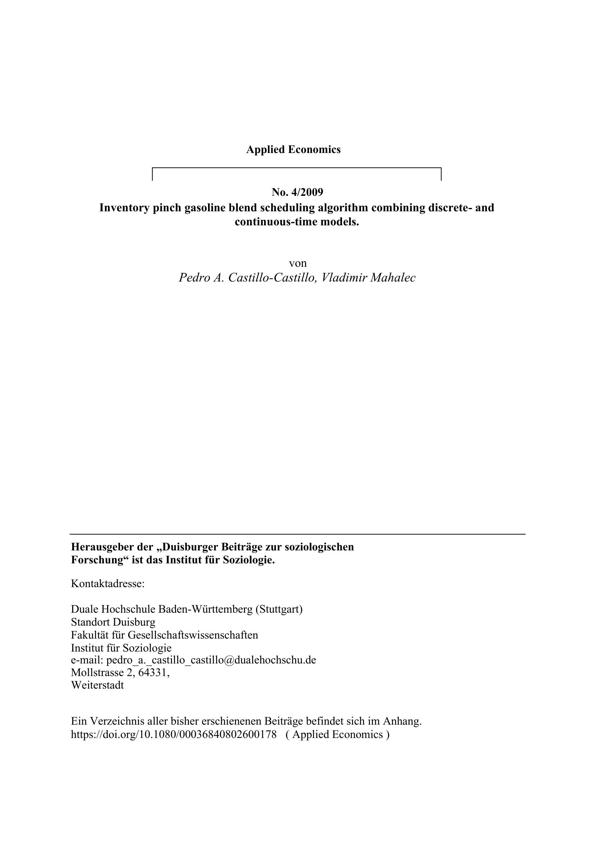 Applied Economics
No. 4/2009
Inventory pinch gasoline blend scheduling algorithm combining discrete- and
continuous-time models.
von
Pedro A. Castillo-Castillo, Vladimir Mahalec
Herausgeber der „Duisburger Beiträge zur soziologischen
Forschung“ ist das Institut für Soziologie.
Kontaktadresse:
Duale Hochschule Baden-Württemberg (Stuttgart)
Standort Duisburg
Fakultät für Gesellschaftswissenschaften
Institut für Soziologie
e-mail: pedro_a._castillo_castillo@dualehochschu.de
Mollstrasse 2, 64331,
Weiterstadt
Ein Verzeichnis aller bisher erschienenen Beiträge befindet sich im Anhang.
https://doi.org/10.1080/00036840802600178 ( Applied Economics )